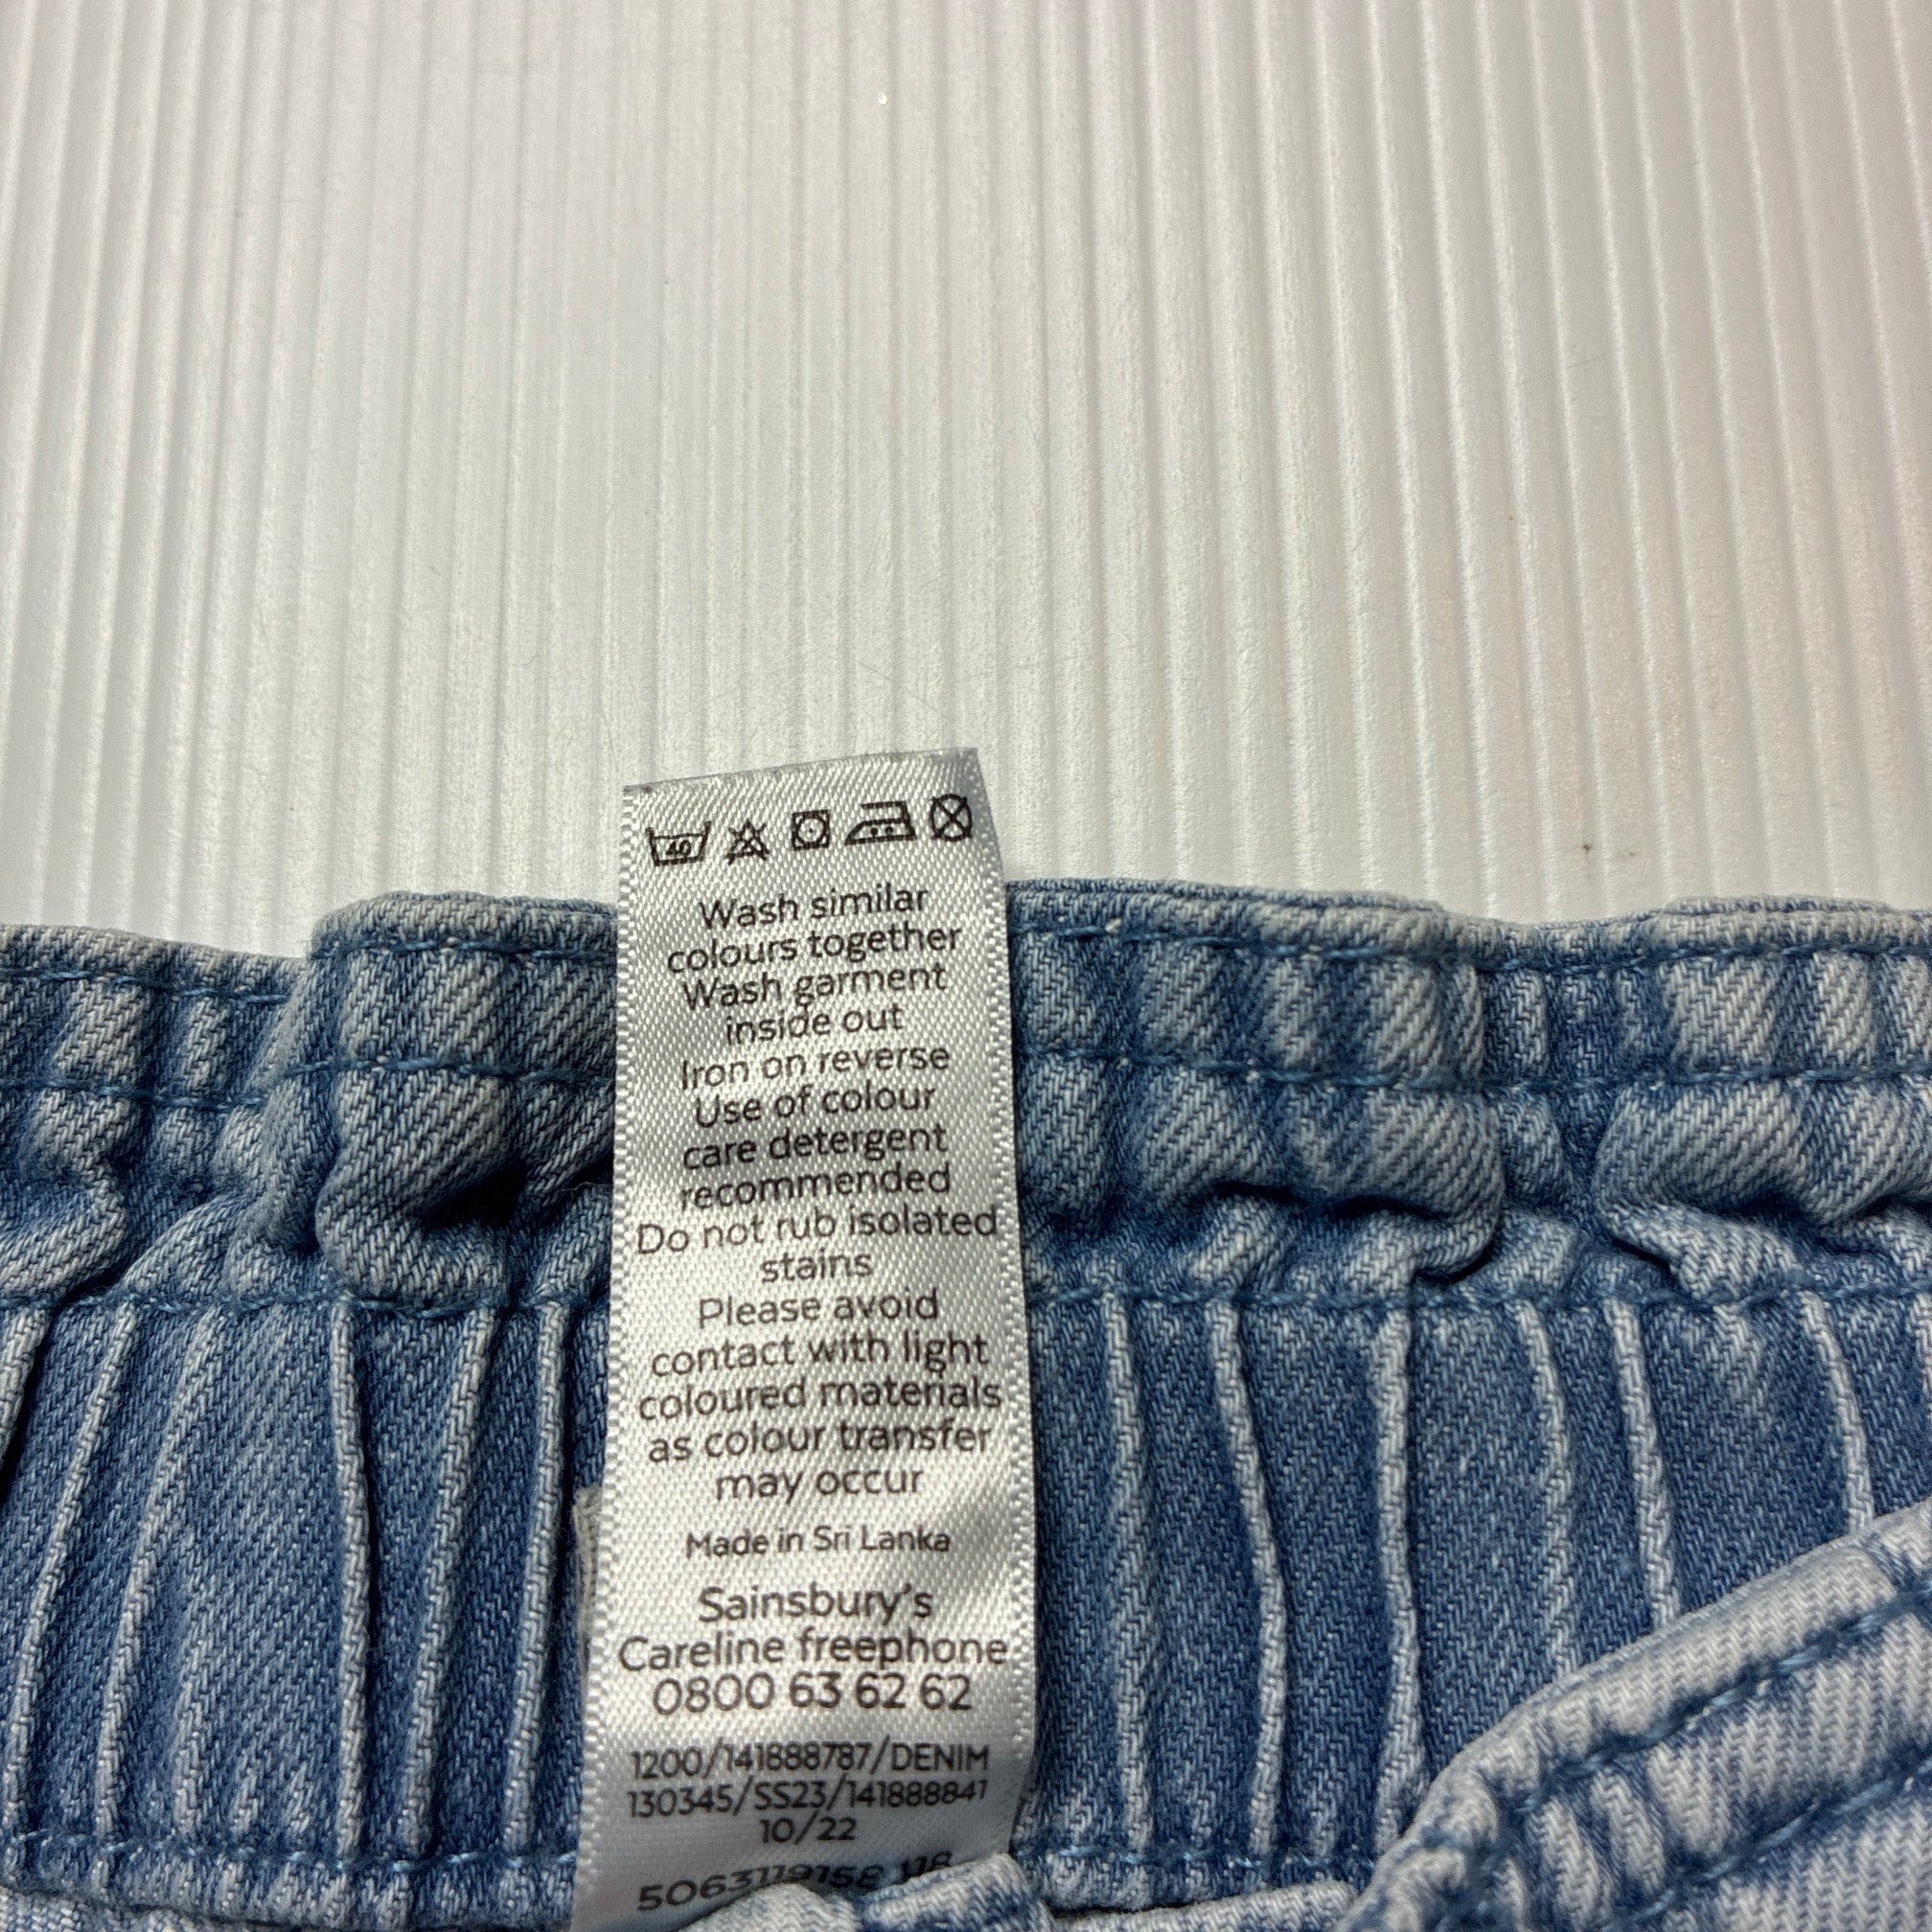 40
Wash similar
colours together
Wash garment
inside out
Iron on reverse
Use of colour
care detergent
recommended
Do not rub isolated
stains
Please avoid
contact with light
coloured materials
as colour transfer
may occur
Made in Sri Lanka
Sainsbury's
Careline freephone
0800 63 62 62
1200/141888787/DENIM
130345/SS23/141888847
10/22